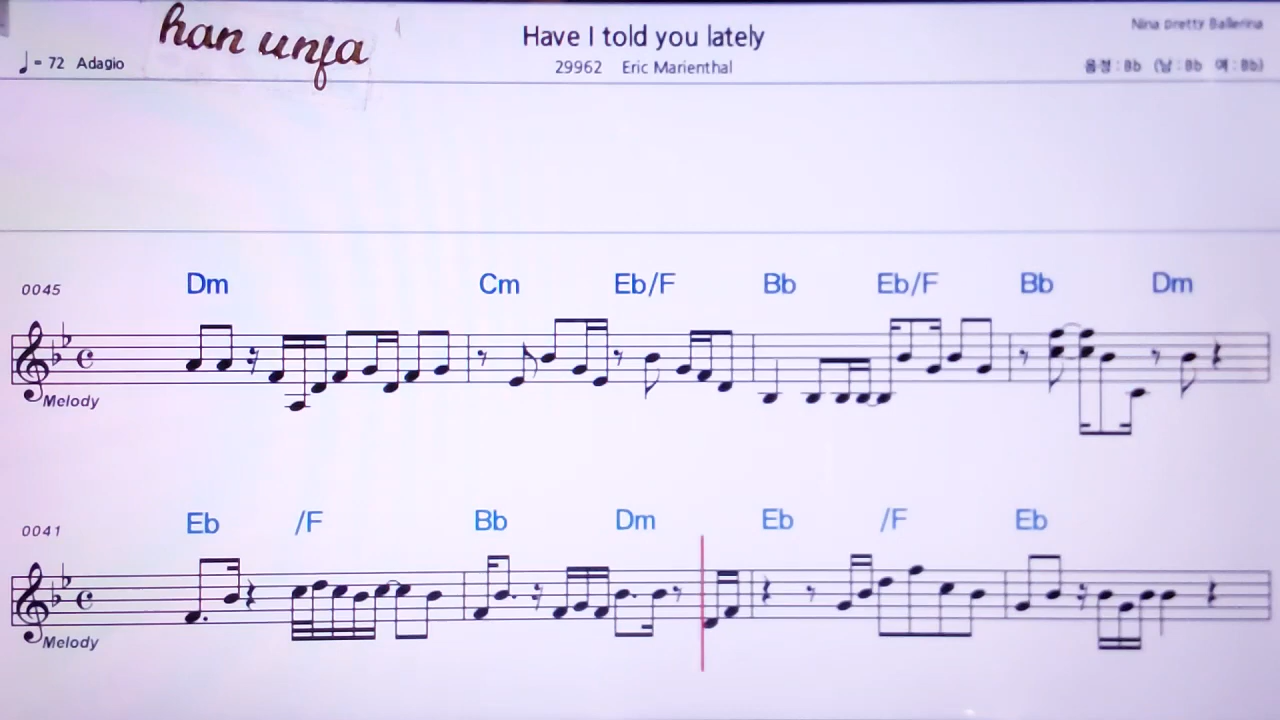 han unja
Have I told you lately
Nina pretty Ballerina
♩= 72 Adagio
29962 Eric Marienthal
음정 : Bb (남 : Bb 여 : Bb)
Dm Cm Eb/F Bb Eb/F Bb Dm
0045
Melody
Eb /F Bb Dm Eb /F Eb
0041
Melody